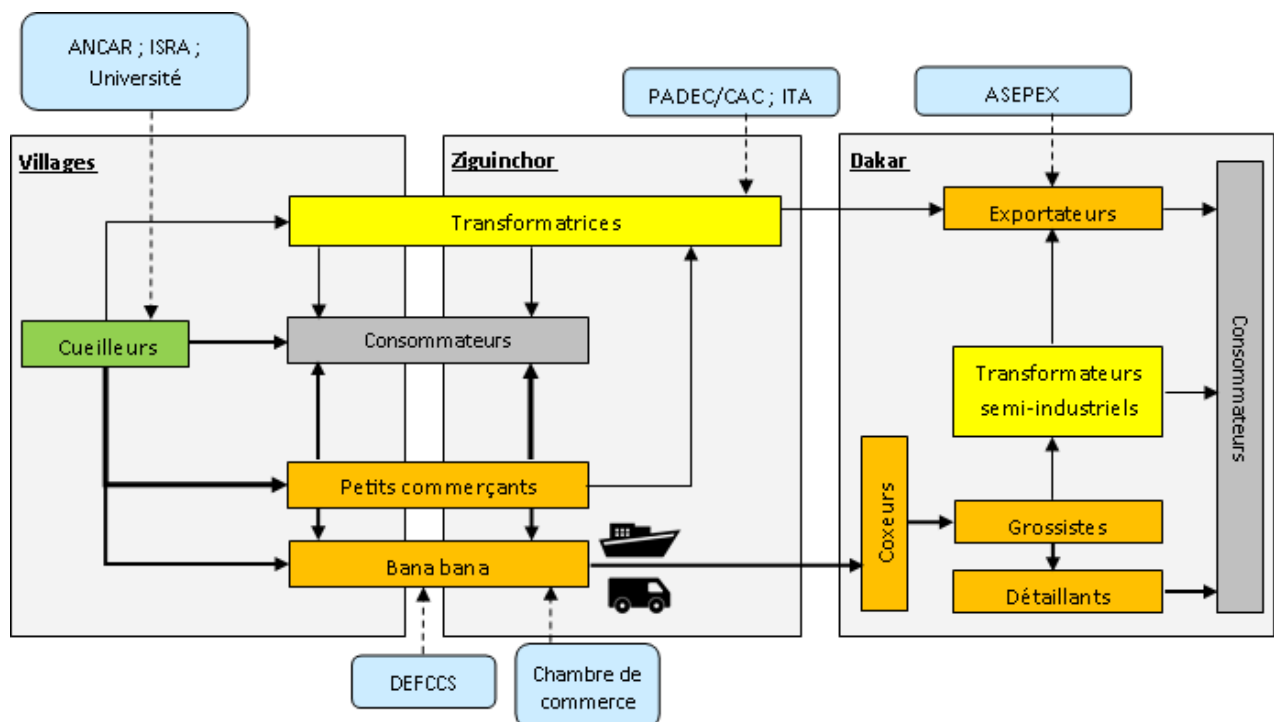 ANCAR ; ISRA ;
Université
PADEC/CAC ; ITA
ASEPEX
Villages
Ziguinchor
Dakar
Transformatrices
Exportateurs
Cueilleurs
Consommateurs
Transformateurs
semi-industriels
Consommateurs
Petits commerçants
Coxeurs
Grossistes
Bana bana
Détaillants
DEFCCS
Chambre de
commerce